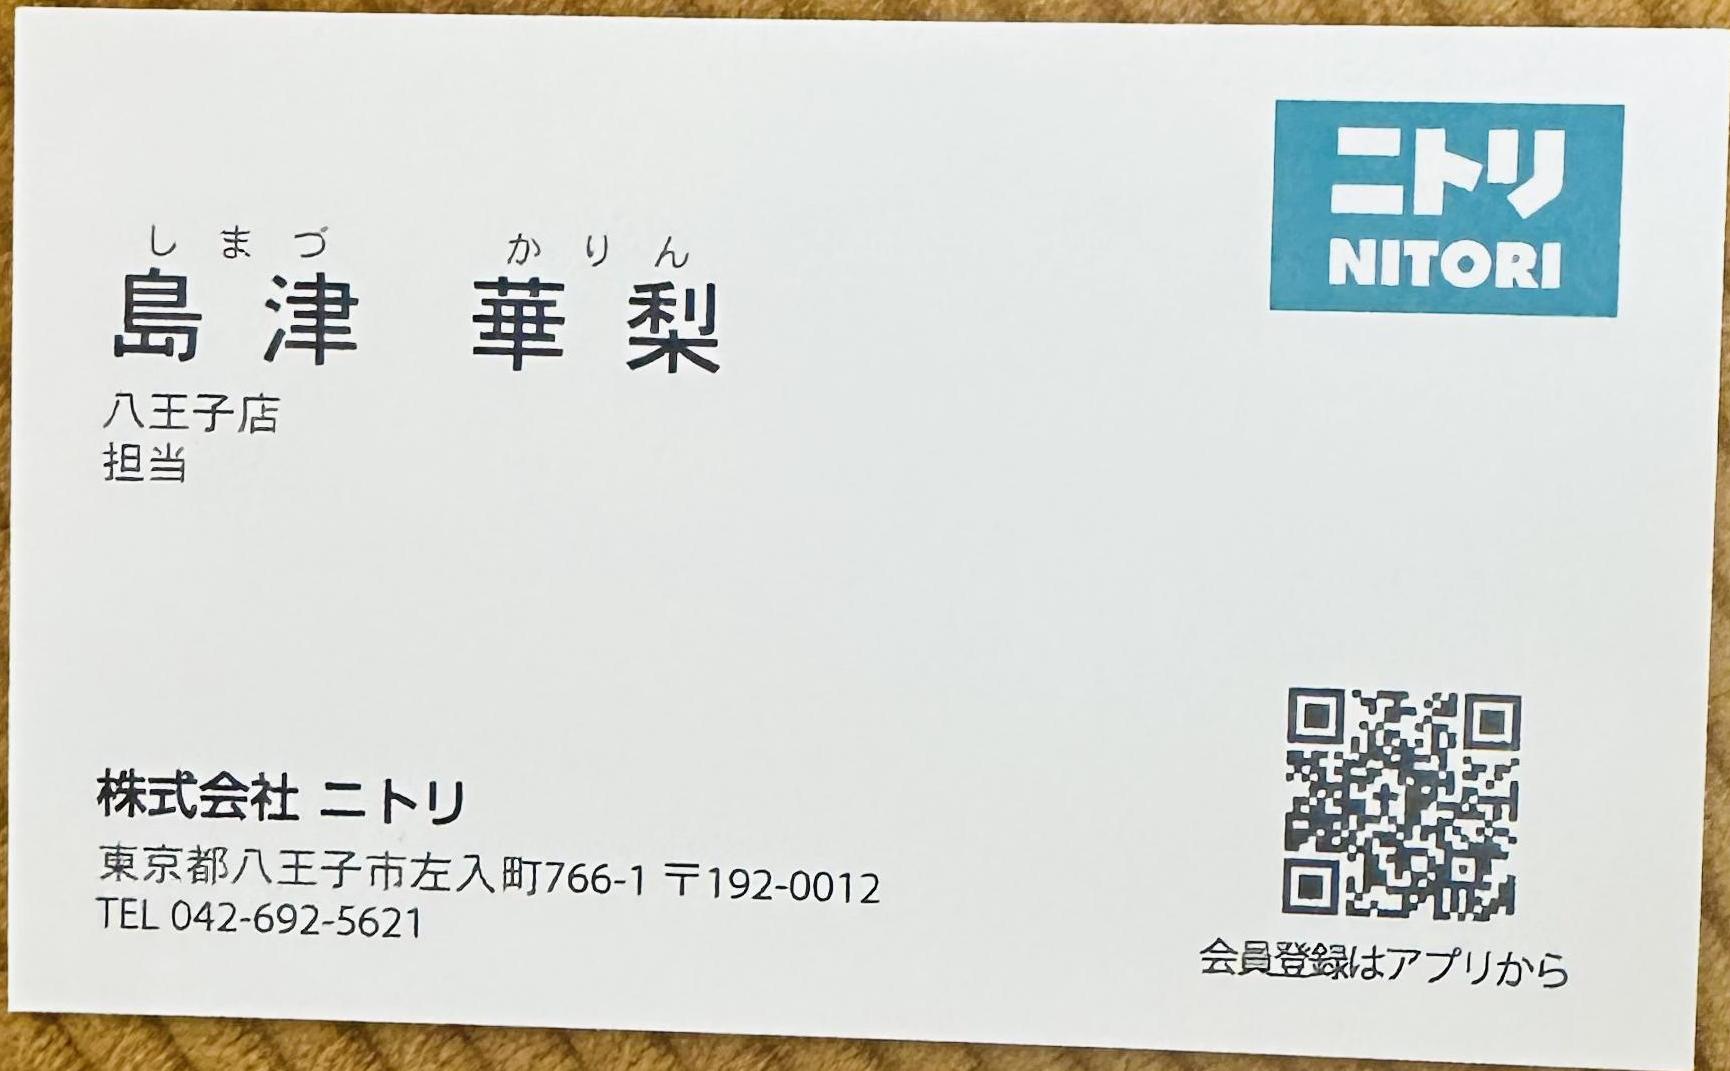 ニトリ
NITORI
しまづ かりん
島津 華梨
八王子店
担当
株式会社 ニトリ
東京都八王子市左入町766-1 〒192-0012
TEL 042-692-5621
会員登録はアプリから